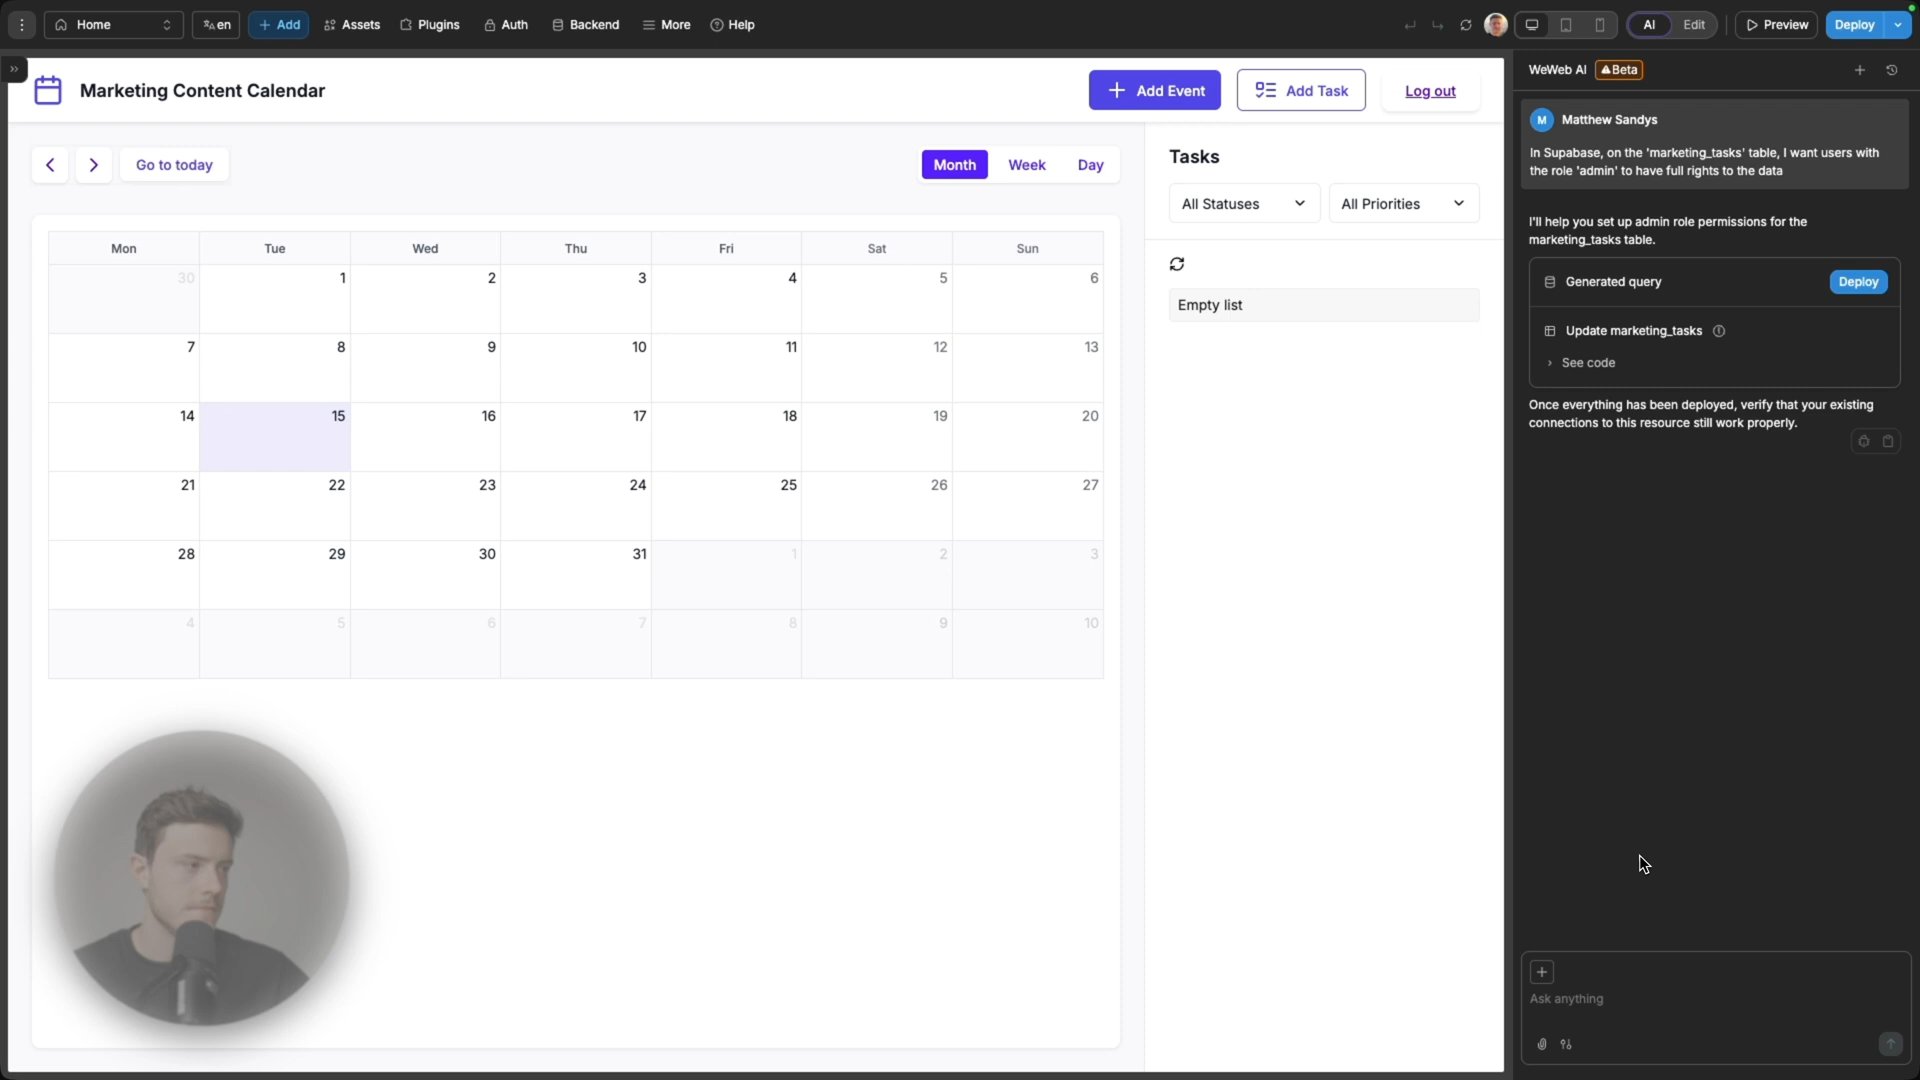 Home
en
+ Add
Assets
Plugins
Auth
Backend
More
Help
AI
Edit
Preview
Deploy
Marketing Content Calendar
Add Event
Add Task
Log out
WeWeb AI
Beta
M
Matthew Sandys
In Supabase, on the 'marketing_tasks' table, I want users with
the role 'admin' to have full rights to the data
Go to today
Month
Week
Day
Tasks
All Statuses
All Priorities
I'll help you set up admin role permissions for the
marketing_tasks table.
Generated query
Deploy
Update marketing_tasks
See code
Once everything has been deployed, verify that your existing
connections to this resource still work properly.
Empty list
Mon Tue Wed Thu Fri Sat Sun
30 1 2 3 4 5 6
7 8 9 10 11 12 13
14 15 16 17 18 19 20
21 22 23 24 25 26 27
28 29 30 31 1 2 3
4 5 6 7 8 9 10
Ask anything